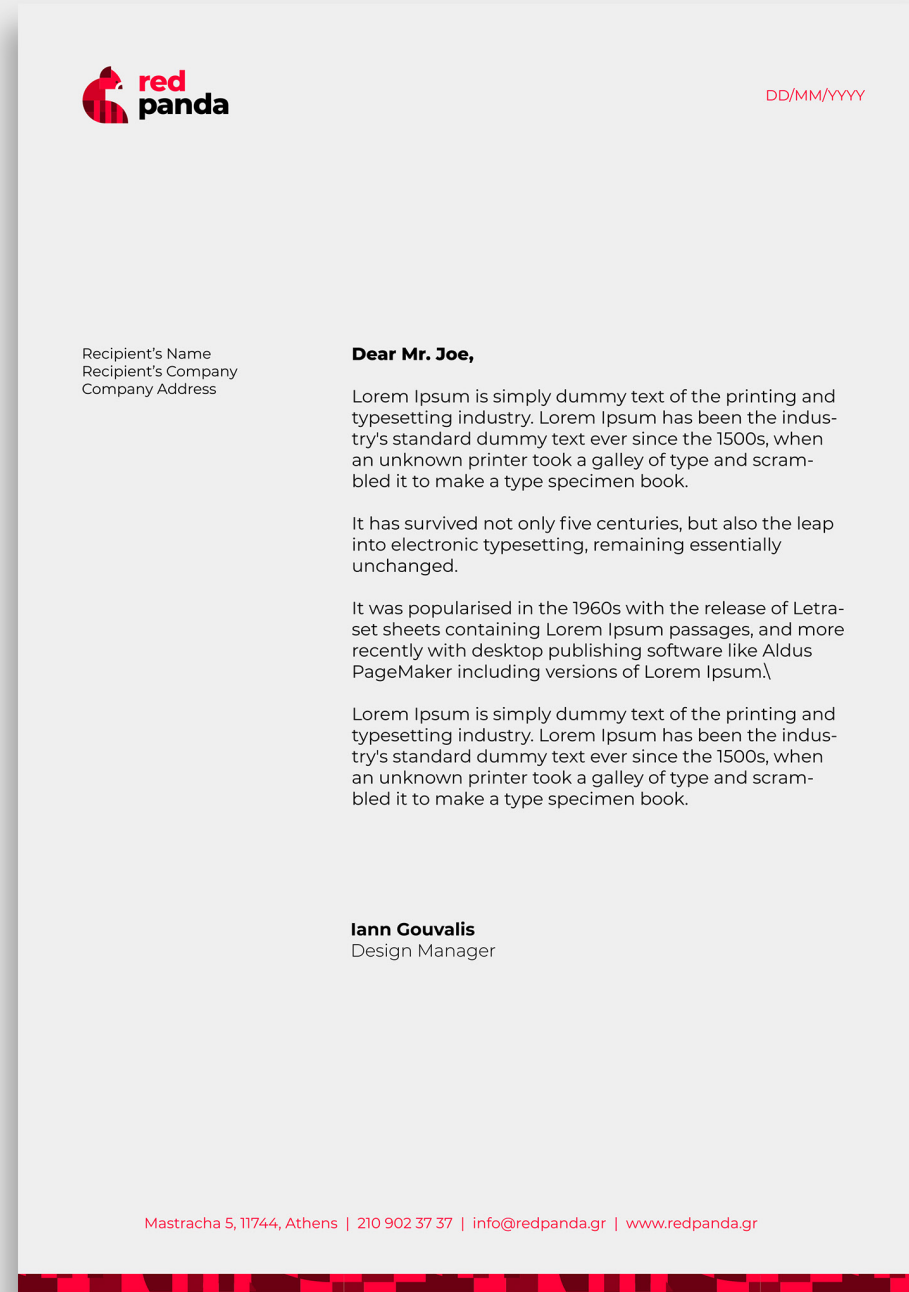 red
panda
DD/MM/YYYY
Recipient’s Name
Recipient’s Company
Company Address
Dear Mr. Joe,
Lorem Ipsum is simply dummy text of the printing and
typesetting industry. Lorem Ipsum has been the indus-
try's standard dummy text ever since the 1500s, when
an unknown printer took a galley of type and scram-
bled it to make a type specimen book.
It has survived not only five centuries, but also the leap
into electronic typesetting, remaining essentially
unchanged.
It was popularised in the 1960s with the release of Letra-
set sheets containing Lorem Ipsum passages, and more
recently with desktop publishing software like Aldus
PageMaker including versions of Lorem Ipsum.\
Lorem Ipsum is simply dummy text of the printing and
typesetting industry. Lorem Ipsum has been the indus-
try's standard dummy text ever since the 1500s, when
an unknown printer took a galley of type and scram-
bled it to make a type specimen book.
Iann Gouvalis
Design Manager
Mastracha 5, 11744, Athens | 210 902 37 37 | info@redpanda.gr | www.redpanda.gr